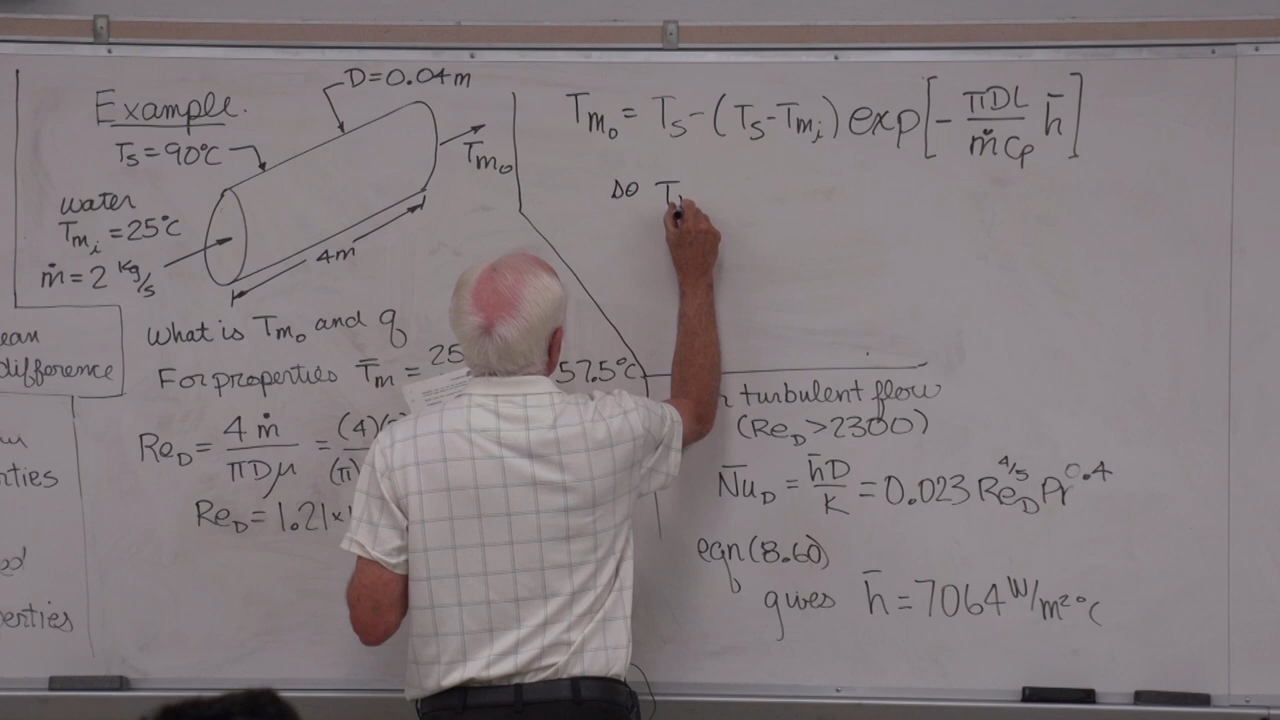 Example.
D=0.04m
Ts=90°C
Tmo
water
Tmi=25°C
ṁ=2 Kg/s
4m
What is Tmo and q
For properties T̄m = 25 57.5°C
ReD = 4ṁ/πDμ = (4)( (π)
ReD=1.21×
ean
difference
rties
perties
Tmo = Ts-(Ts-Tmi) exp[- πDL/ṁCp h̄]
so T
turbulent flow
(ReD>2300)
N̄uD = h̄D/K = 0.023 ReD^4/5 Pr^0.4
eqn(8.60)
gives h̄=7064 W/m²°C